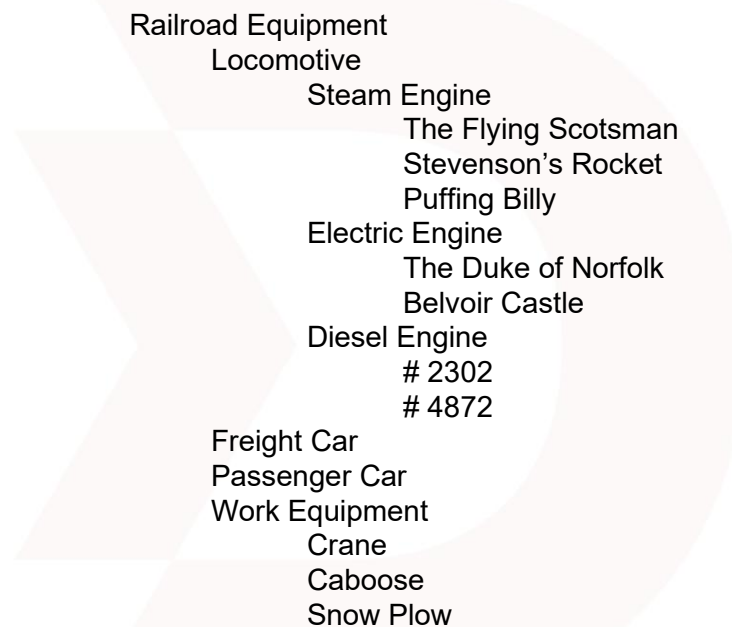 Railroad Equipment
Locomotive
Steam Engine
The Flying Scotsman
Stevenson’s Rocket
Puffing Billy
Electric Engine
The Duke of Norfolk
Belvoir Castle
Diesel Engine
# 2302
# 4872
Freight Car
Passenger Car
Work Equipment
Crane
Caboose
Snow Plow